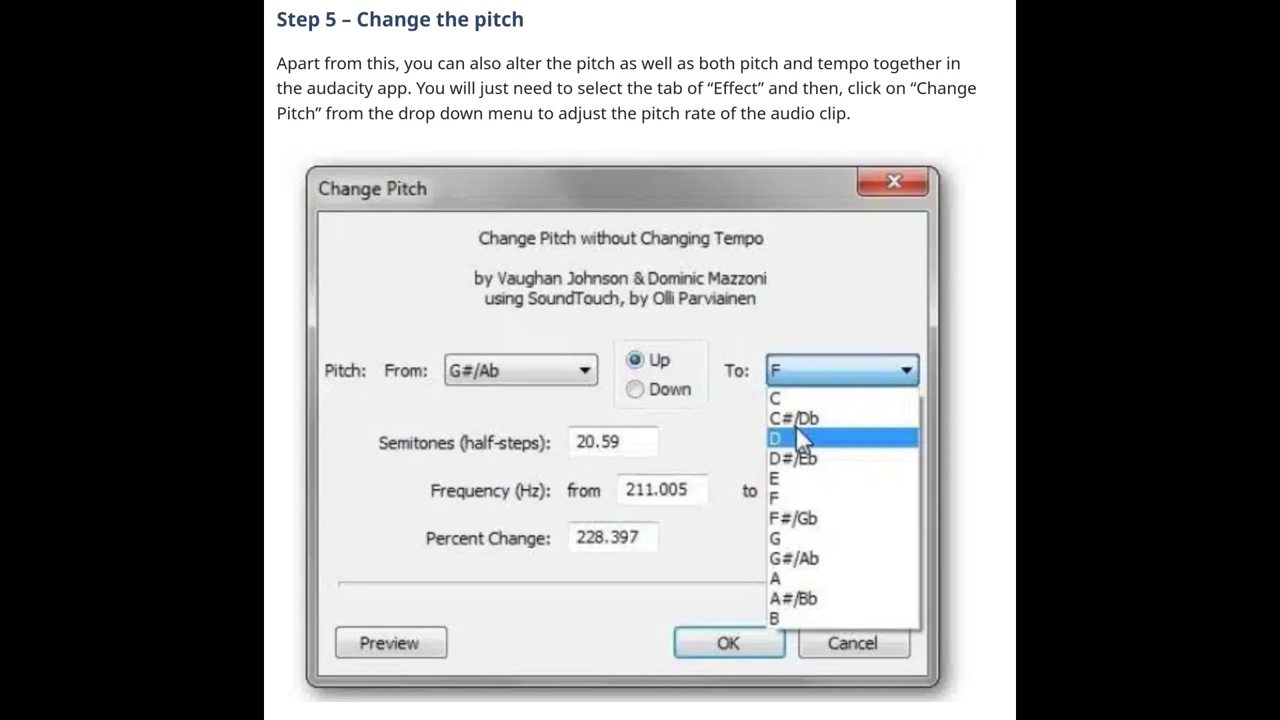 Step 5 – Change the pitch
Apart from this, you can also alter the pitch as well as both pitch and tempo together in
the audacity app. You will just need to select the tab of “Effect” and then, click on “Change
Pitch” from the drop down menu to adjust the pitch rate of the audio clip.
Change Pitch
Change Pitch without Changing Tempo
by Vaughan Johnson & Dominic Mazzoni
using SoundTouch, by Olli Parviainen
Pitch: From: G#/Ab Up To: F
Down
C
C#/Db
D
D#/Eb
E
F
F#/Gb
G
G#/Ab
A
A#/Bb
B
Semitones (half-steps): 20.59
Frequency (Hz): from 211.005 to
Percent Change: 228.397
Preview OK Cancel